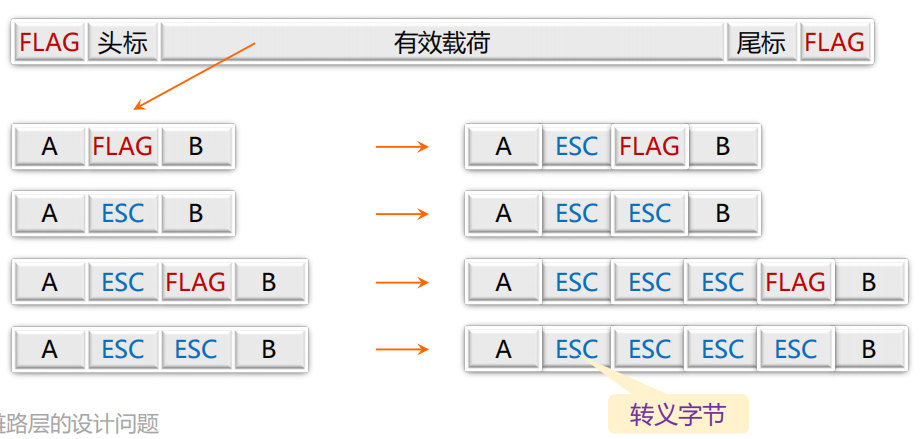 FLAG 头标 有效载荷 尾标 FLAG
A FLAG B A ESC FLAG B
A ESC B A ESC ESC B
A ESC FLAG B A ESC ESC ESC FLAG B
A ESC ESC B A ESC ESC ESC ESC B
转义字节
链路层的设计问题